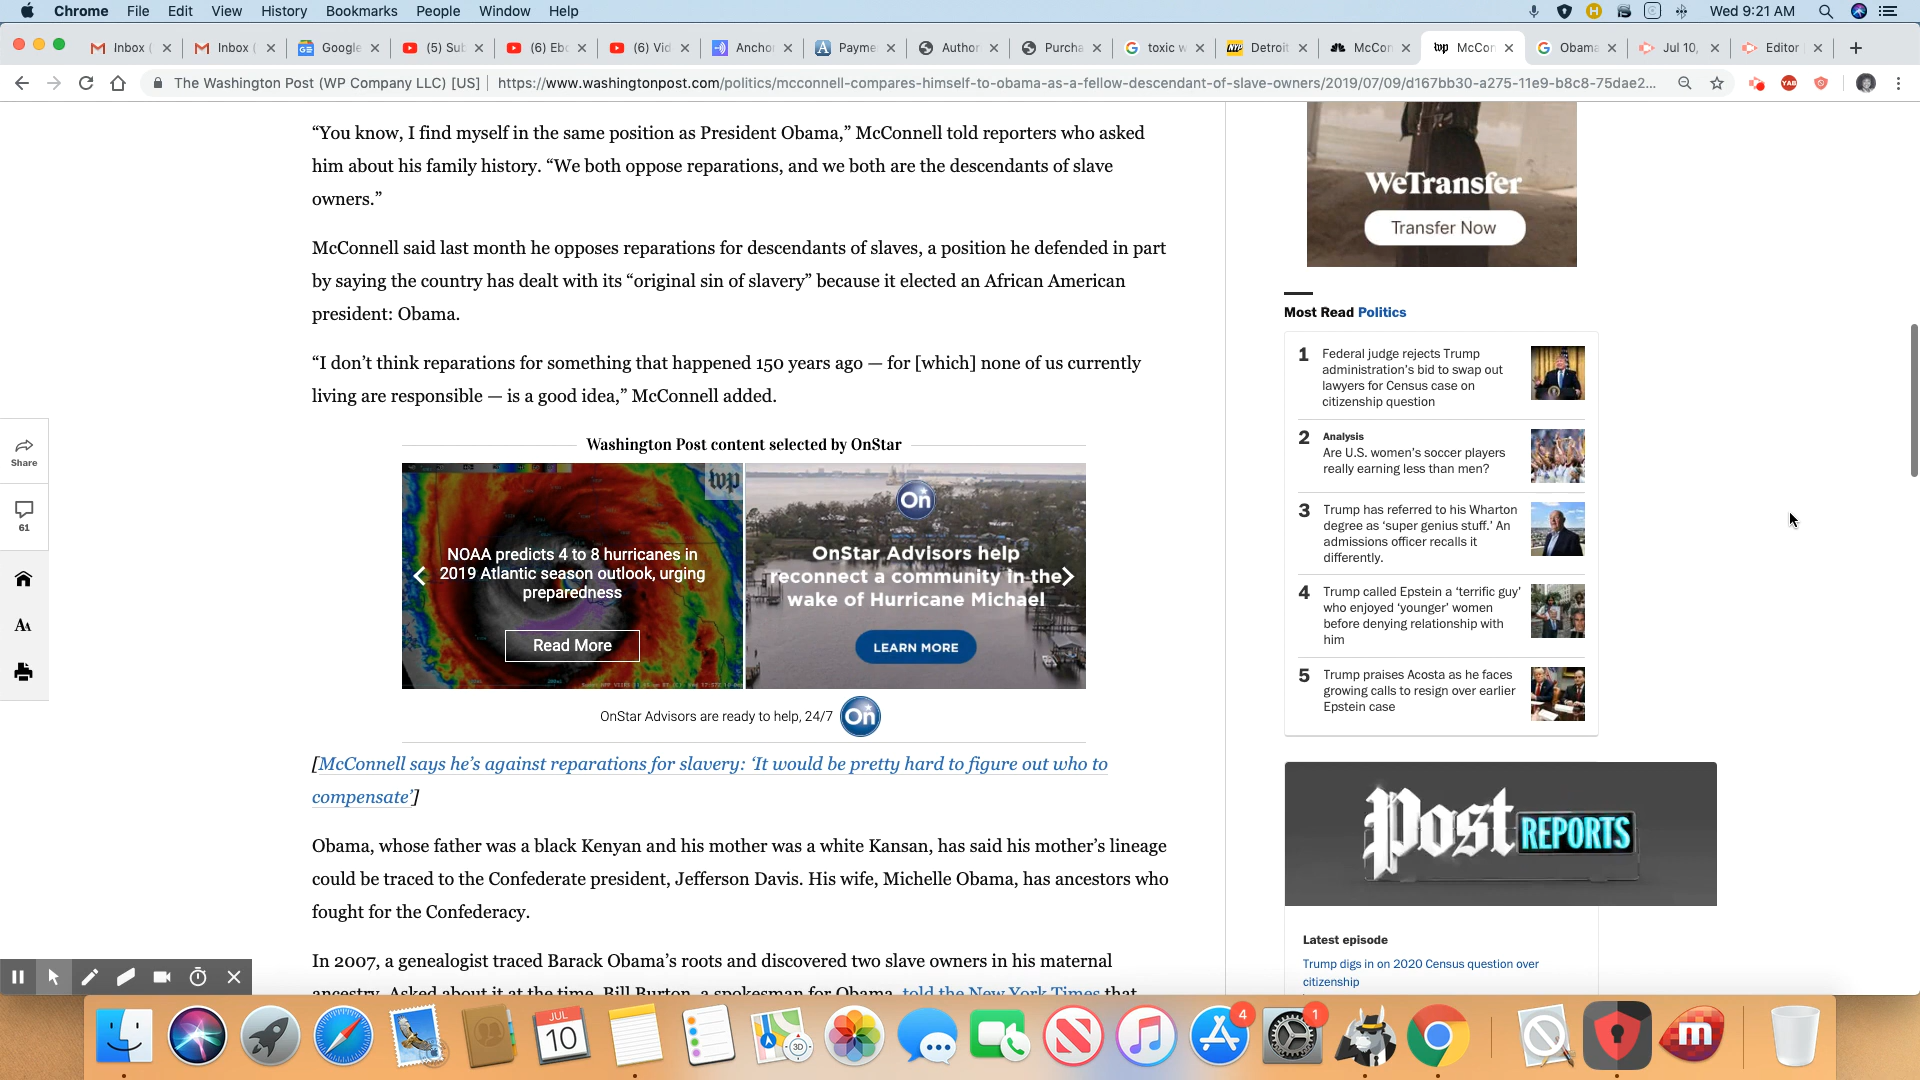 Chrome File Edit View History Bookmarks People Window Help Wed 9:21 AM
Inbox ( Inbox ( Google (5) Sub (6) Ebo (6) Vid Ancho Payme Author Purcha toxic w Detroit McCon McCon Obama Jul 10, Editor
The Washington Post (WP Company LLC) [US] https://www.washingtonpost.com/politics/mcconnell-compares-himself-to-obama-as-a-fellow-descendant-of-slave-owners/2019/07/09/d167bb30-a275-11e9-b8c8-75dae2...
“You know, I find myself in the same position as President Obama,” McConnell told reporters who asked
him about his family history. “We both oppose reparations, and we both are the descendants of slave
owners.”
McConnell said last month he opposes reparations for descendants of slaves, a position he defended in part
by saying the country has dealt with its “original sin of slavery” because it elected an African American
president: Obama.
“I don’t think reparations for something that happened 150 years ago — for [which] none of us currently
living are responsible — is a good idea,” McConnell added.
Share
61
AA
Washington Post content selected by OnStar
wp
NOAA predicts 4 to 8 hurricanes in
2019 Atlantic season outlook, urging
preparedness
Read More
On
OnStar Advisors help
reconnect a community in the
wake of Hurricane Michael
LEARN MORE
OnStar Advisors are ready to help, 24/7 On
[McConnell says he’s against reparations for slavery: ‘It would be pretty hard to figure out who to
compensate’]
Obama, whose father was a black Kenyan and his mother was a white Kansan, has said his mother’s lineage
could be traced to the Confederate president, Jefferson Davis. His wife, Michelle Obama, has ancestors who
fought for the Confederacy.
In 2007, a genealogist traced Barack Obama’s roots and discovered two slave owners in his maternal
ancestry. Asked about it at the time, Bill Burton, a spokesman for Obama, told the New York Times that
WeTransfer
Transfer Now
Most Read Politics
1 Federal judge rejects Trump
administration’s bid to swap out
lawyers for Census case on
citizenship question
2 Analysis
Are U.S. women’s soccer players
really earning less than men?
3 Trump has referred to his Wharton
degree as ‘super genius stuff.’ An
admissions officer recalls it
differently.
4 Trump called Epstein a ‘terrific guy’
who enjoyed ‘younger’ women
before denying relationship with
him
5 Trump praises Acosta as he faces
growing calls to resign over earlier
Epstein case
Post REPORTS
Latest episode
Trump digs in on 2020 Census question over
citizenship
JUL
10
3D
4
1
m